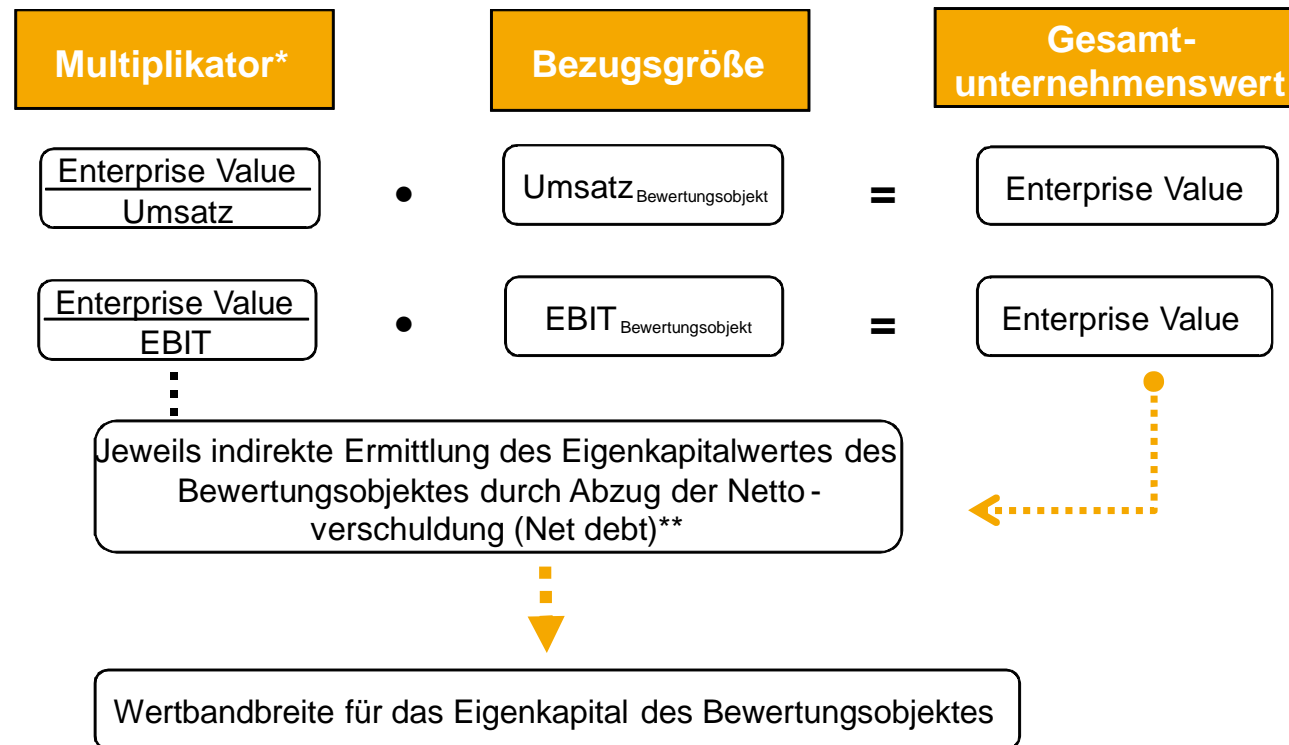 Multiplikator*
Bezugsgröße
Gesamt-
unternehmenswert
Enterprise Value
Umsatz
•
Umsatz Bewertungsobjekt
=
Enterprise Value
Enterprise Value
EBIT
•
EBIT Bewertungsobjekt
=
Enterprise Value
Jeweils indirekte Ermittlung des Eigenkapitalwertes des
Bewertungsobjektes durch Abzug der Netto -
verschuldung (Net debt)**
Wertbandbreite für das Eigenkapital des Bewertungsobjektes